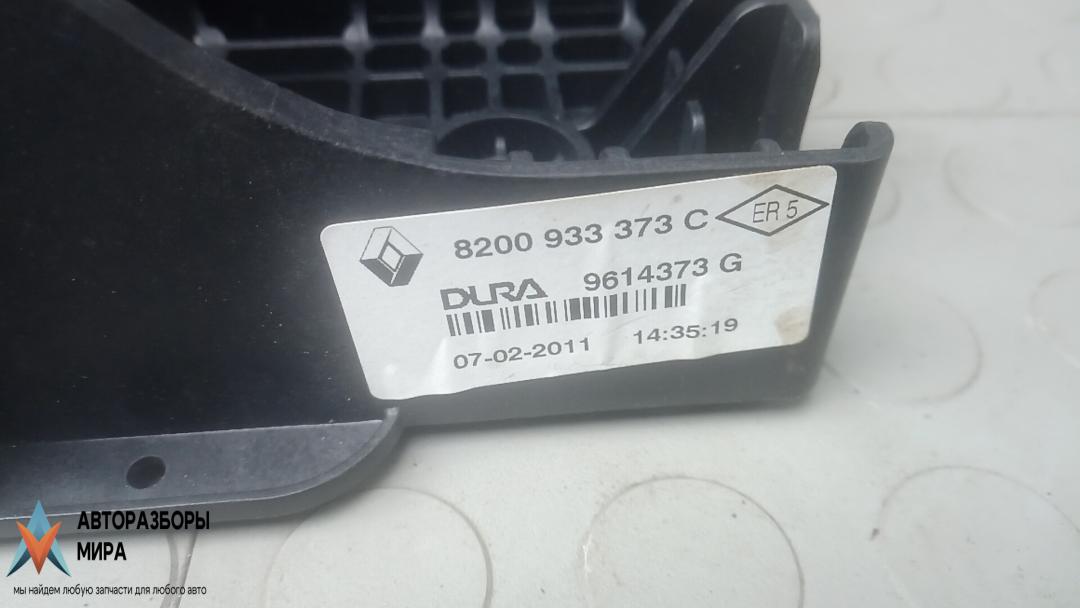 8200 933 373 C
ER 5
DURA 9614373 G
07-02-2011 14:35:19
АВТОРАЗБОРЫ
МИРА
мы найдем любую запчасти для любого авто